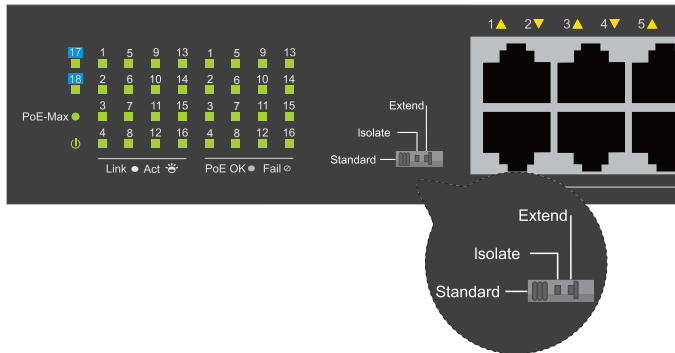 1 2 3 4 5
17 1 5 9 13 1 5 9 13
18 2 6 10 14 2 6 10 14
3 7 11 15 3 7 11 15
PoE-Max
4 8 12 16 4 8 12 16
Link Act PoE OK Fail
Extend
Isolate
Standard
Extend
Isolate
Standard